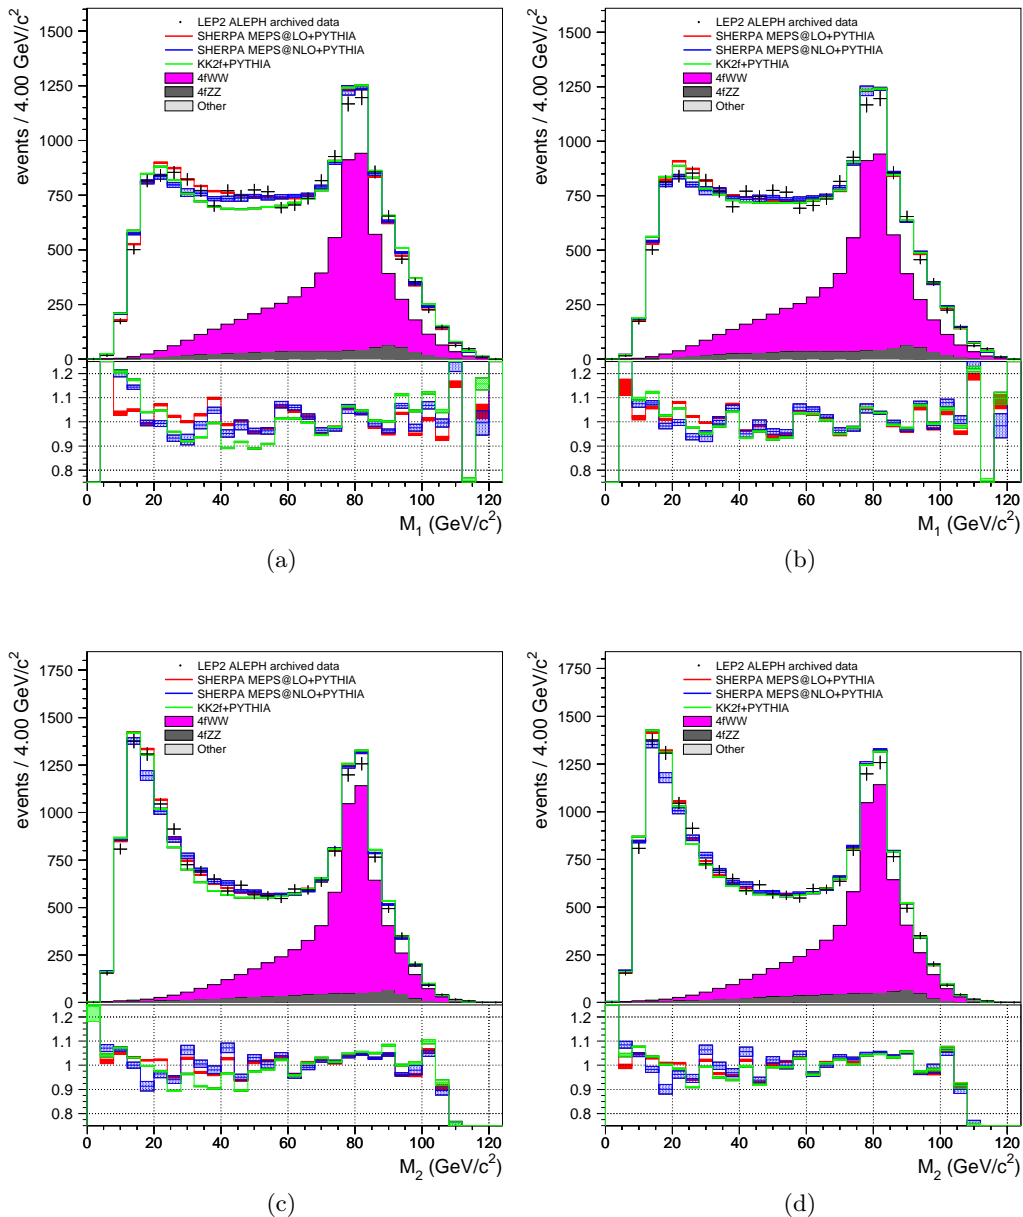 events / 4.00 GeV/c²
1500
1250
1000
750
500
250
0
LEP2 ALEPH archived data
SHERPA MEPS@LO+PYTHIA
SHERPA MEPS@NLO+PYTHIA
KK2f+PYTHIA
4fWW
4fZZ
Other
1.2
1.1
1
0.9
0.8
0 20 40 60 80 100 120
M₁ (GeV/c²)
(a)
events / 4.00 GeV/c²
1500
1250
1000
750
500
250
0
LEP2 ALEPH archived data
SHERPA MEPS@LO+PYTHIA
SHERPA MEPS@NLO+PYTHIA
KK2f+PYTHIA
4fWW
4fZZ
Other
1.2
1.1
1
0.9
0.8
0 20 40 60 80 100 120
M₁ (GeV/c²)
(b)
events / 4.00 GeV/c²
1750
1500
1250
1000
750
500
250
0
LEP2 ALEPH archived data
SHERPA MEPS@LO+PYTHIA
SHERPA MEPS@NLO+PYTHIA
KK2f+PYTHIA
4fWW
4fZZ
Other
1.2
1.1
1
0.9
0.8
0 20 40 60 80 100 120
M₂ (GeV/c²)
(c)
events / 4.00 GeV/c²
1750
1500
1250
1000
750
500
250
0
LEP2 ALEPH archived data
SHERPA MEPS@LO+PYTHIA
SHERPA MEPS@NLO+PYTHIA
KK2f+PYTHIA
4fWW
4fZZ
Other
1.2
1.1
1
0.9
0.8
0 20 40 60 80 100 120
M₂ (GeV/c²)
(d)